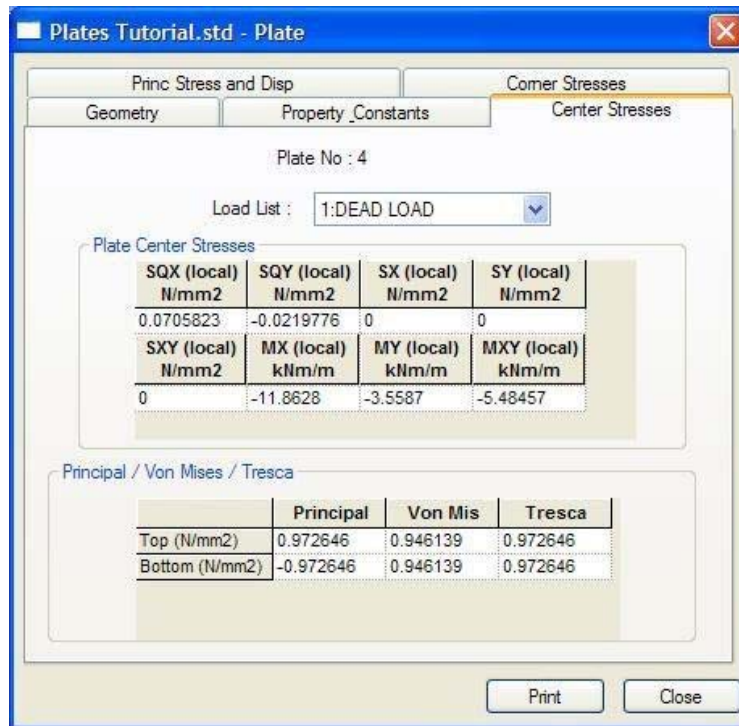 Plates Tutorial.std - Plate
Princ Stress and Disp Corner Stresses
Geometry Property_Constants Center Stresses
Plate No : 4
Load List : 1:DEAD LOAD
Plate Center Stresses
SQX (local) SQY (local) SX (local) SY (local)
N/mm2 N/mm2 N/mm2 N/mm2
0.0705823 -0.0219776 0 0
SXY (local) MX (local) MY (local) MXY (local)
N/mm2 kNm/m kNm/m kNm/m
0 -11.8628 -3.5587 -5.48457
Principal / Von Mises / Tresca
Principal Von Mis Tresca
Top (N/mm2) 0.972646 0.946139 0.972646
Bottom (N/mm2) -0.972646 0.946139 0.972646
Print Close